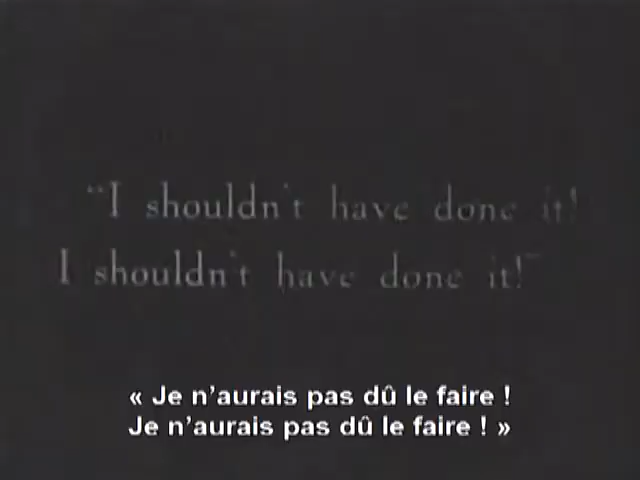 "I shouldn't have done it!
I shouldn't have done it!"
« Je n'aurais pas dû le faire !
Je n'aurais pas dû le faire ! »